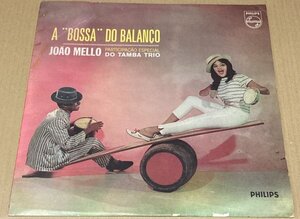 A "BOSSA" DO BALANÇO
PHILIPS
JOÃO MELLO PARTICIPAÇÃO ESPECIAL
DO TAMBA TRIO
PHILIPS